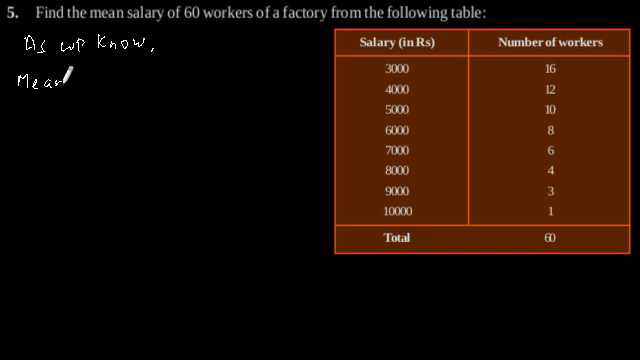 5. Find the mean salary of 60 workers of a factory from the following table:
As we know,
Mean
Salary (in Rs) Number of workers
3000 16
4000 12
5000 10
6000 8
7000 6
8000 4
9000 3
10000 1
Total 60